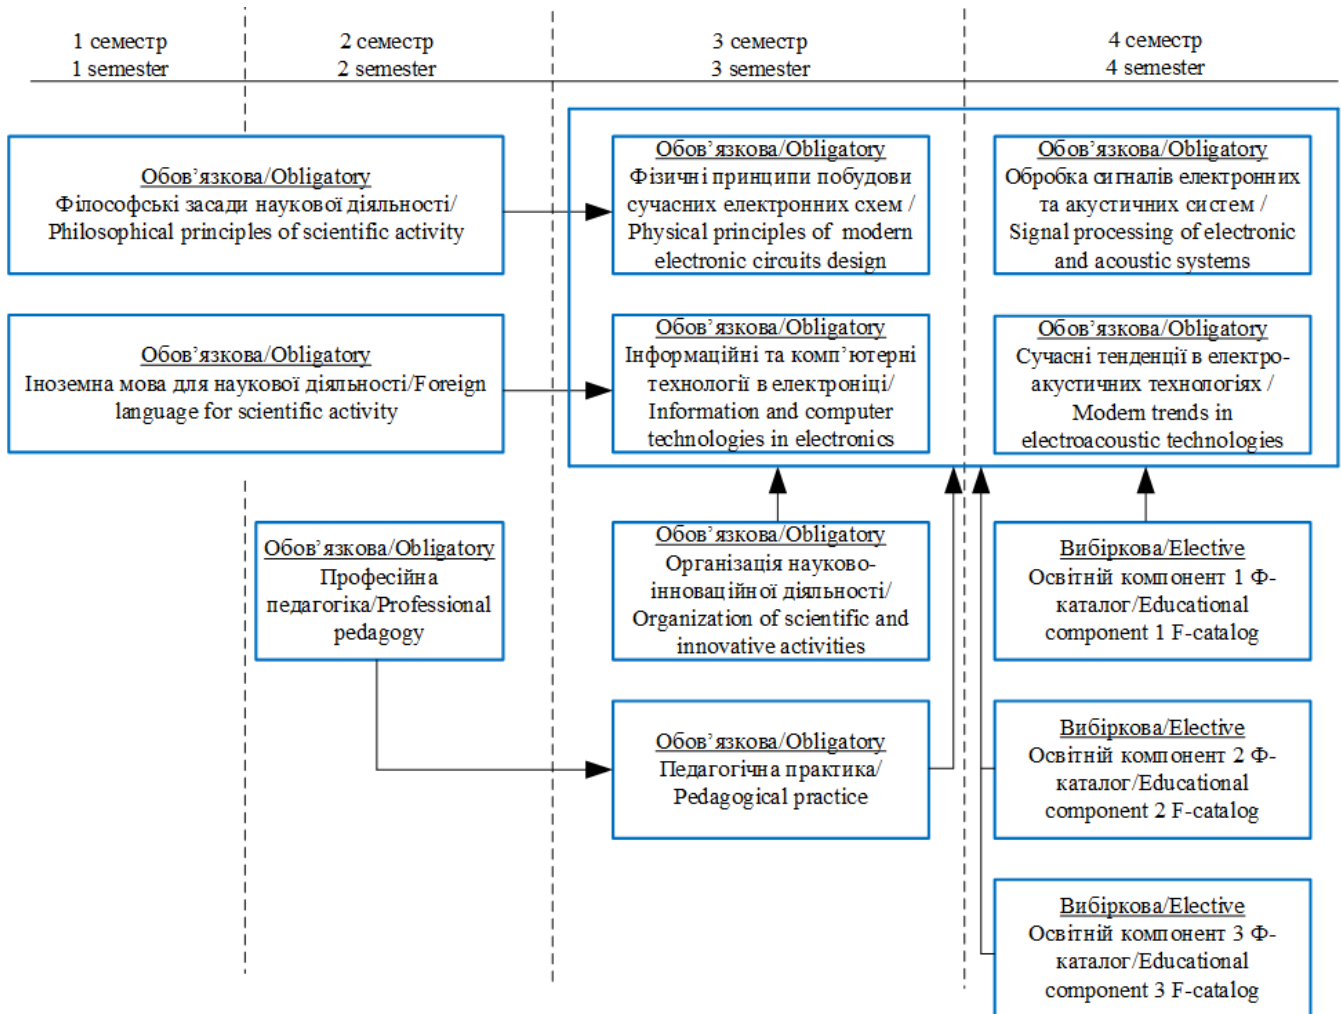 1 семестр
1 semester
2 семестр
2 semester
3 семестр
3 semester
4 семестр
4 semester
Обов’язкова/Obligatory
Філософські засади наукової діяльності/
Philosophical principles of scientific activity
Обов’язкова/Obligatory
Фізичні принципи побудови
сучасних електронних схем /
Physical principles of modern
electronic circuits design
Обов’язкова/Obligatory
Обробка сигналів електронних
та акустичних систем /
Signal processing of electronic
and acoustic systems
Обов’язкова/Obligatory
Іноземна мова для наукової діяльності/Foreign
language for scientific activity
Обов’язкова/Obligatory
Інформаційні та комп’ютерні
технології в електроніці/
Information and computer
technologies in electronics
Обов’язкова/Obligatory
Сучасні тенденції в електро-
акустичних технологіях /
Modern trends in
electroacoustic technologies
Обов’язкова/Obligatory
Професійна
педагогіка/Professional
pedagogy
Обов’язкова/Obligatory
Організація науково-
інноваційної діяльності/
Organization of scientific and
innovative activities
Вибіркова/Elective
Освітній компонент 1 Ф-
каталог/Educational
component 1 F-catalog
Обов’язкова/Obligatory
Педагогічна практика/
Pedagogical practice
Вибіркова/Elective
Освітній компонент 2 Ф-
каталог/Educational
component 2 F-catalog
Вибіркова/Elective
Освітній компонент 3 Ф-
каталог/Educational
component 3 F-catalog